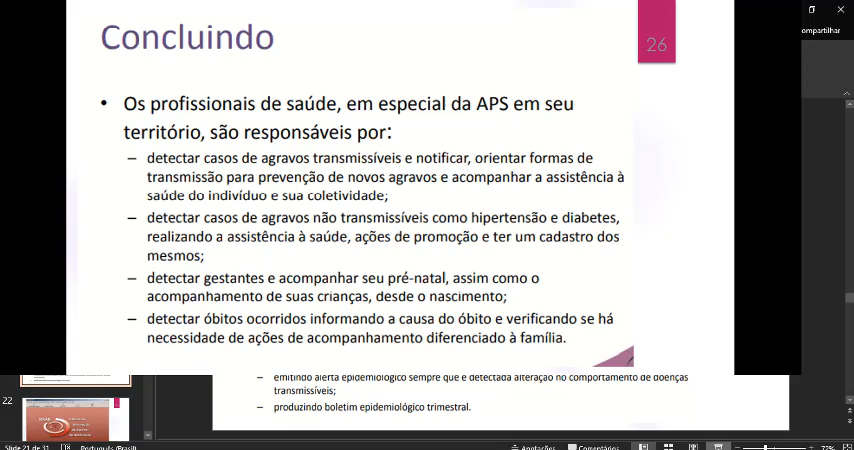 Concluindo
26
ompartilhar
• Os profissionais de saúde, em especial da APS em seu
território, são responsáveis por:
– detectar casos de agravos transmissíveis e notificar, orientar formas de
transmissão para prevenção de novos agravos e acompanhar a assistência à
saúde do indivíduo e sua coletividade;
– detectar casos de agravos não transmissíveis como hipertensão e diabetes,
realizando a assistência à saúde, ações de promoção e ter um cadastro dos
mesmos;
– detectar gestantes e acompanhar seu pré-natal, assim como o
acompanhamento de suas crianças, desde o nascimento;
– detectar óbitos ocorridos informando a causa do óbito e verificando se há
necessidade de ações de acompanhamento diferenciado à família.
– emitindo alerta epidemiológico sempre que é detectada alteração no comportamento de doenças
transmissíveis;
– produzindo boletim epidemiológico trimestral.
22
Slide 21 de 31
Português (Brasil)
Anotações
Comentários
72%